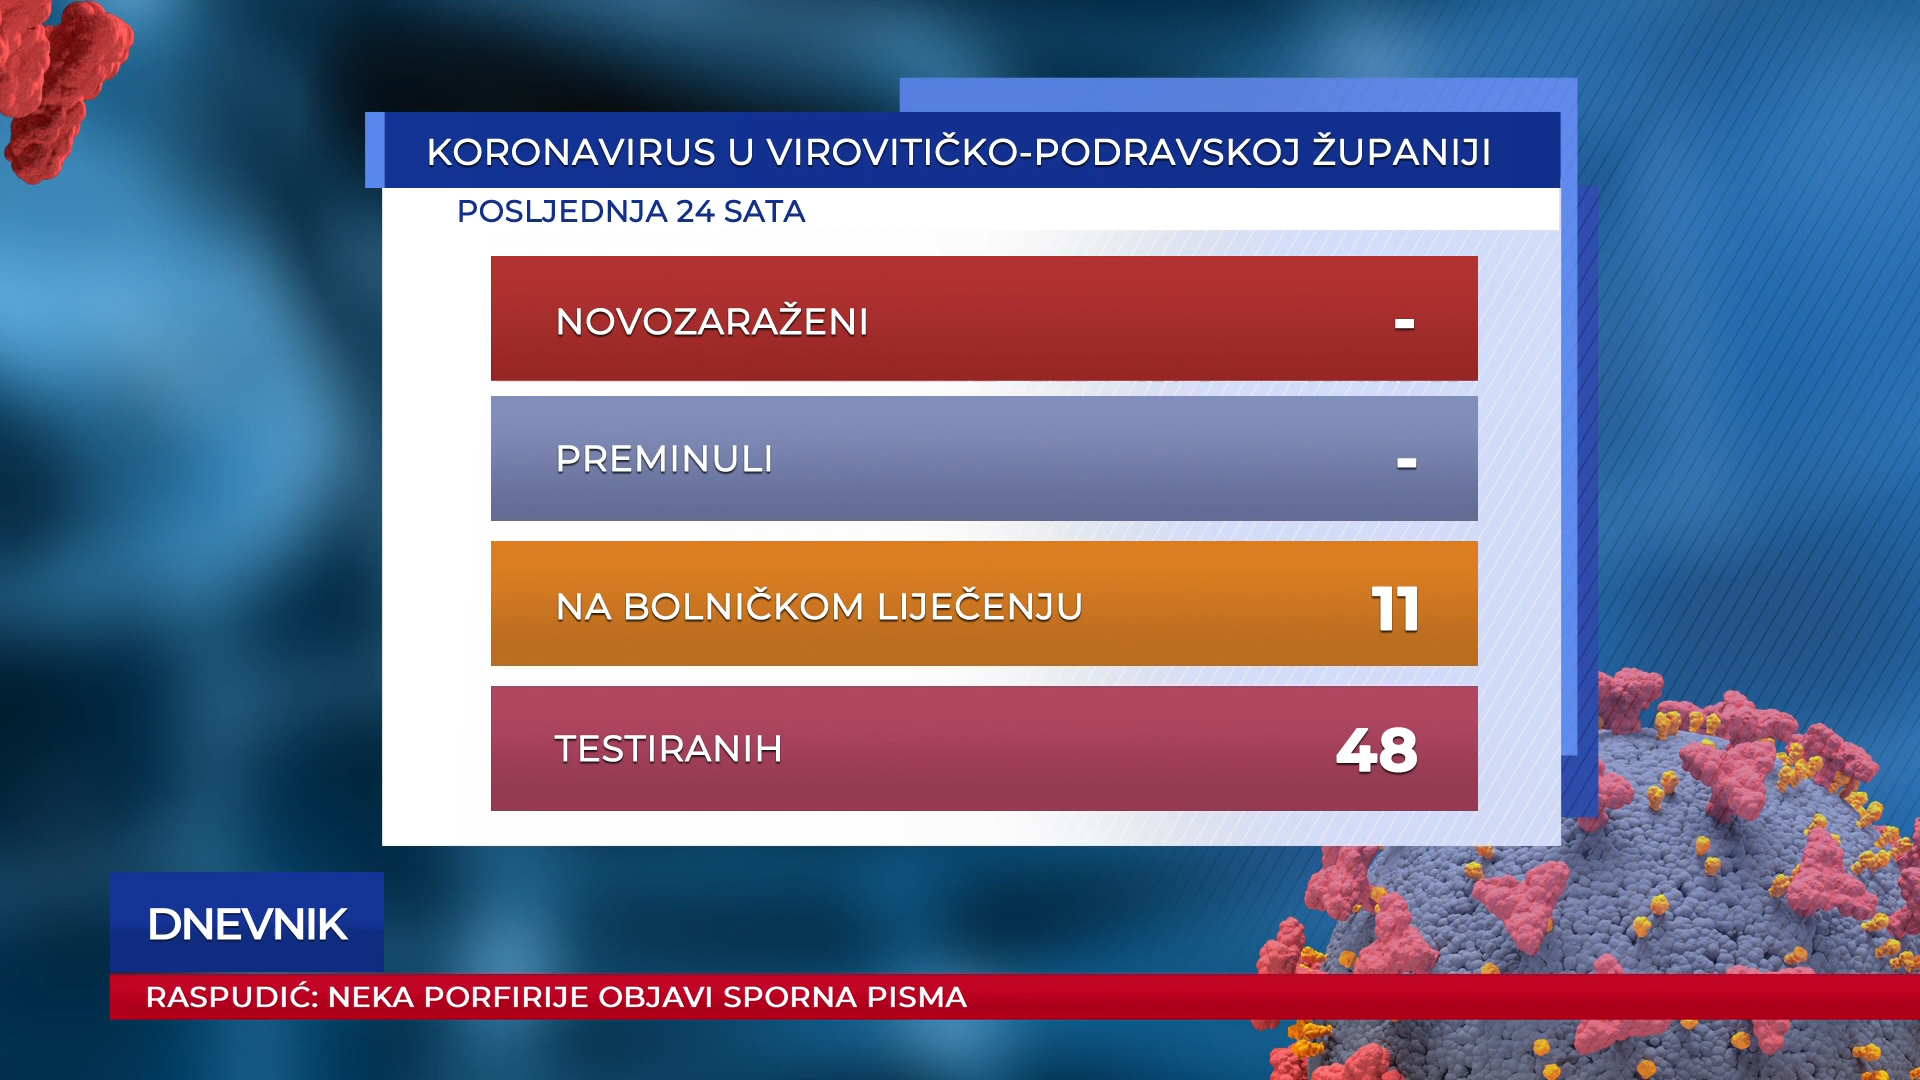 KORONAVIRUS U VIROVITIČKO-PODRAVSKOJ ŽUPANIJI
POSLJEDNJA 24 SATA
NOVOZARAŽENI -
PREMINULI -
NA BOLNIČKOM LIJEČENJU 11
TESTIRANIH 48
DNEVNIK
RASPUDIĆ: NEKA PORFIRIJE OBJAVI SPORNA PISMA